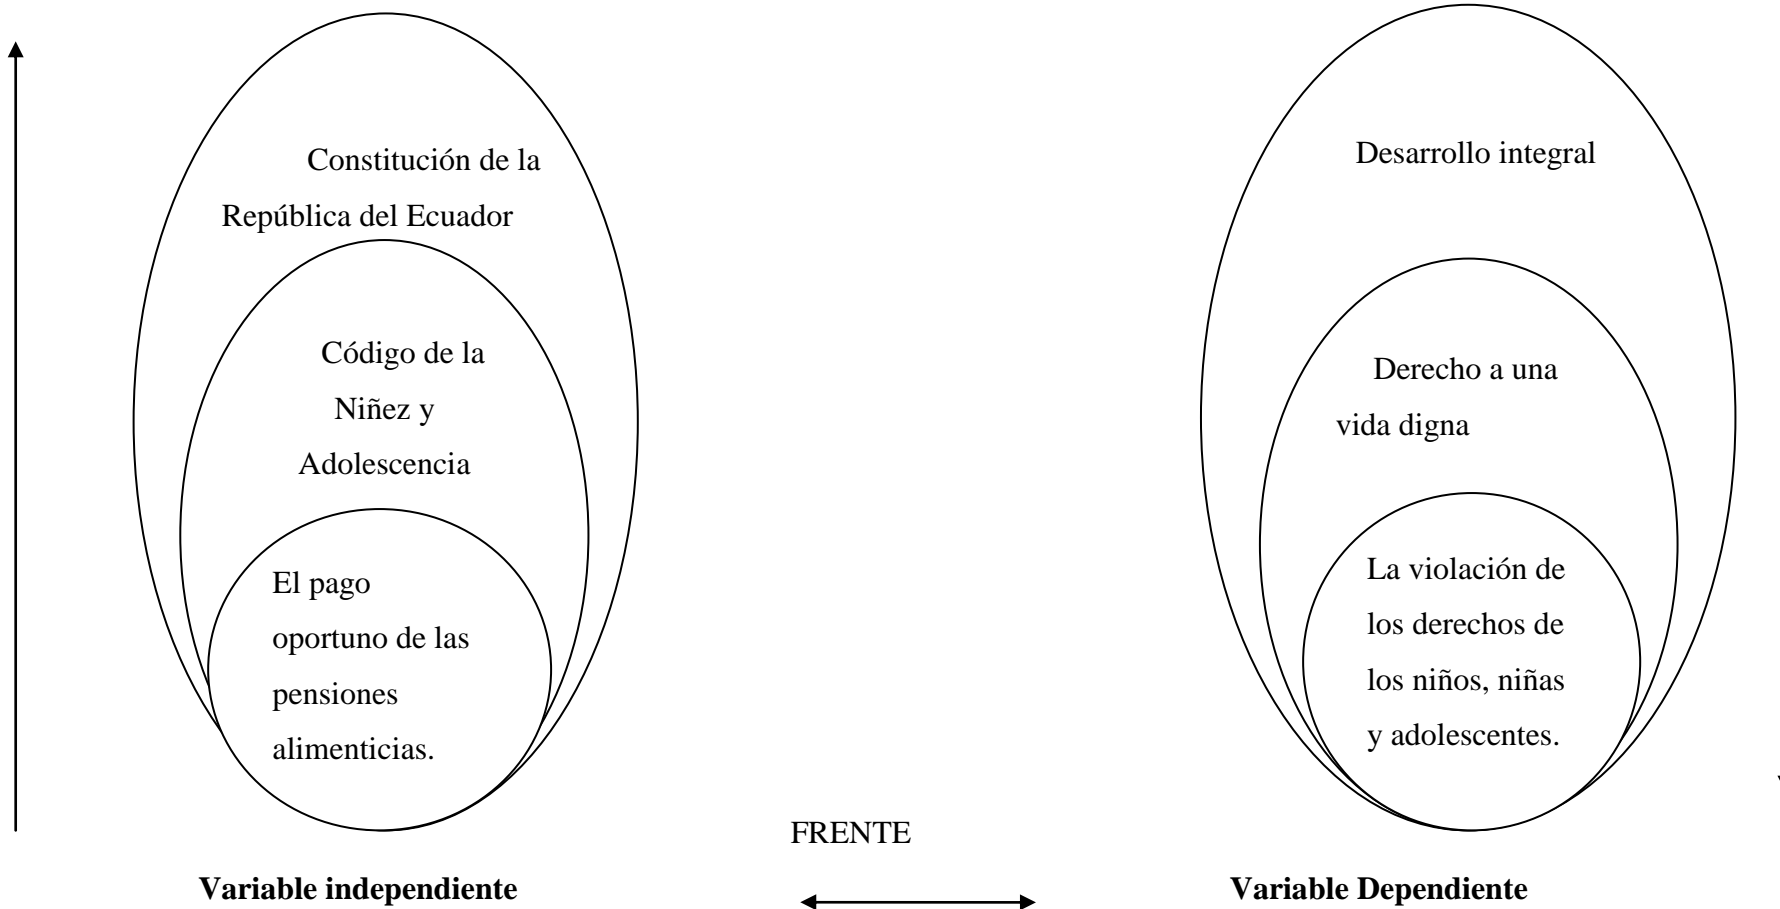 Constitución de la
República del Ecuador
Código de la
Niñez y
Adolescencia
El pago
oportuno de las
pensiones
alimenticias.
Variable independiente
FRENTE
Desarrollo integral
Derecho a una
vida digna
La violación de
los derechos de
los niños, niñas
y adolescentes.
Variable Dependiente